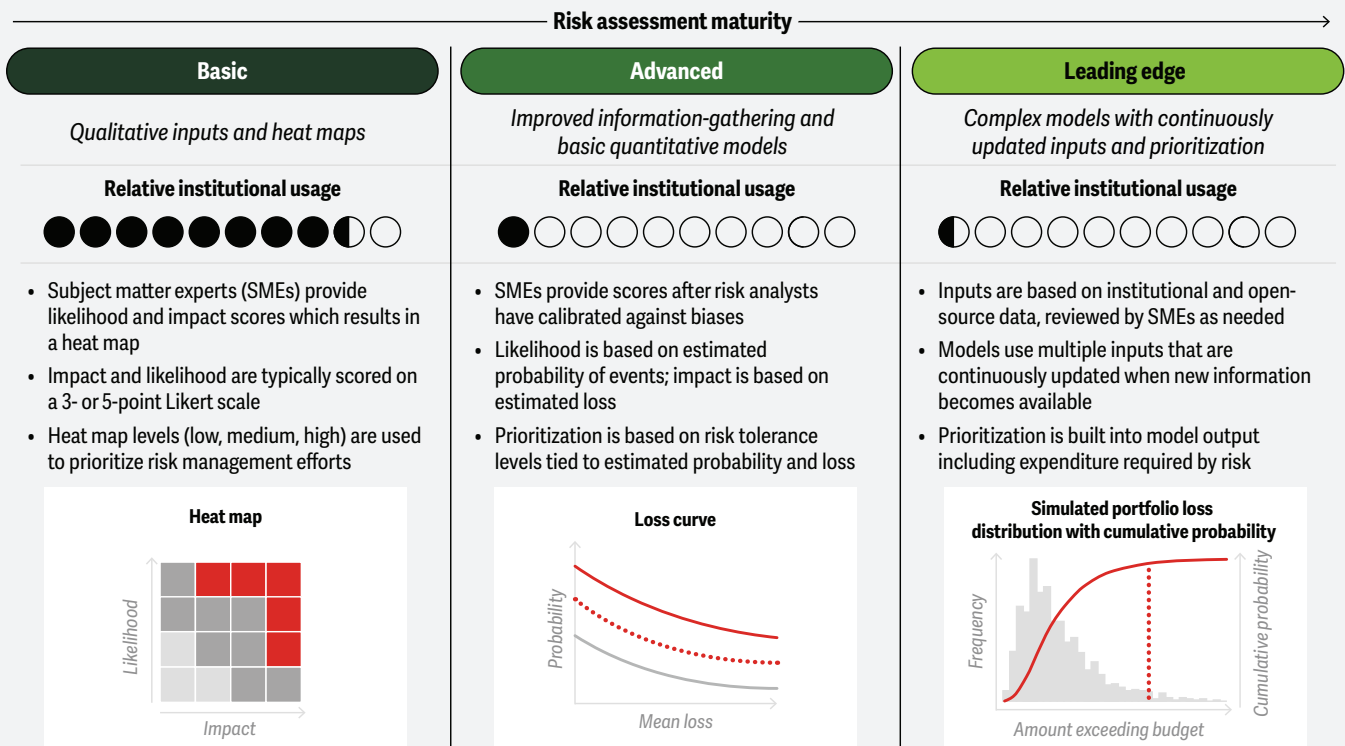 Risk assessment maturity
Basic
Qualitative inputs and heat maps
Relative institutional usage
• Subject matter experts (SMEs) provide
likelihood and impact scores which results in
a heat map
• Impact and likelihood are typically scored on
a 3- or 5-point Likert scale
• Heat map levels (low, medium, high) are used
to prioritize risk management efforts
Heat map
Likelihood
Impact
Advanced
Improved information-gathering and
basic quantitative models
Relative institutional usage
• SMEs provide scores after risk analysts
have calibrated against biases
• Likelihood is based on estimated
probability of events; impact is based on
estimated loss
• Prioritization is based on risk tolerance
levels tied to estimated probability and loss
Loss curve
Probability
Mean loss
Leading edge
Complex models with continuously
updated inputs and prioritization
Relative institutional usage
• Inputs are based on institutional and open-
source data, reviewed by SMEs as needed
• Models use multiple inputs that are
continuously updated when new information
becomes available
• Prioritization is built into model output
including expenditure required by risk
Simulated portfolio loss
distribution with cumulative probability
Frequency
Cumulative probability
Amount exceeding budget